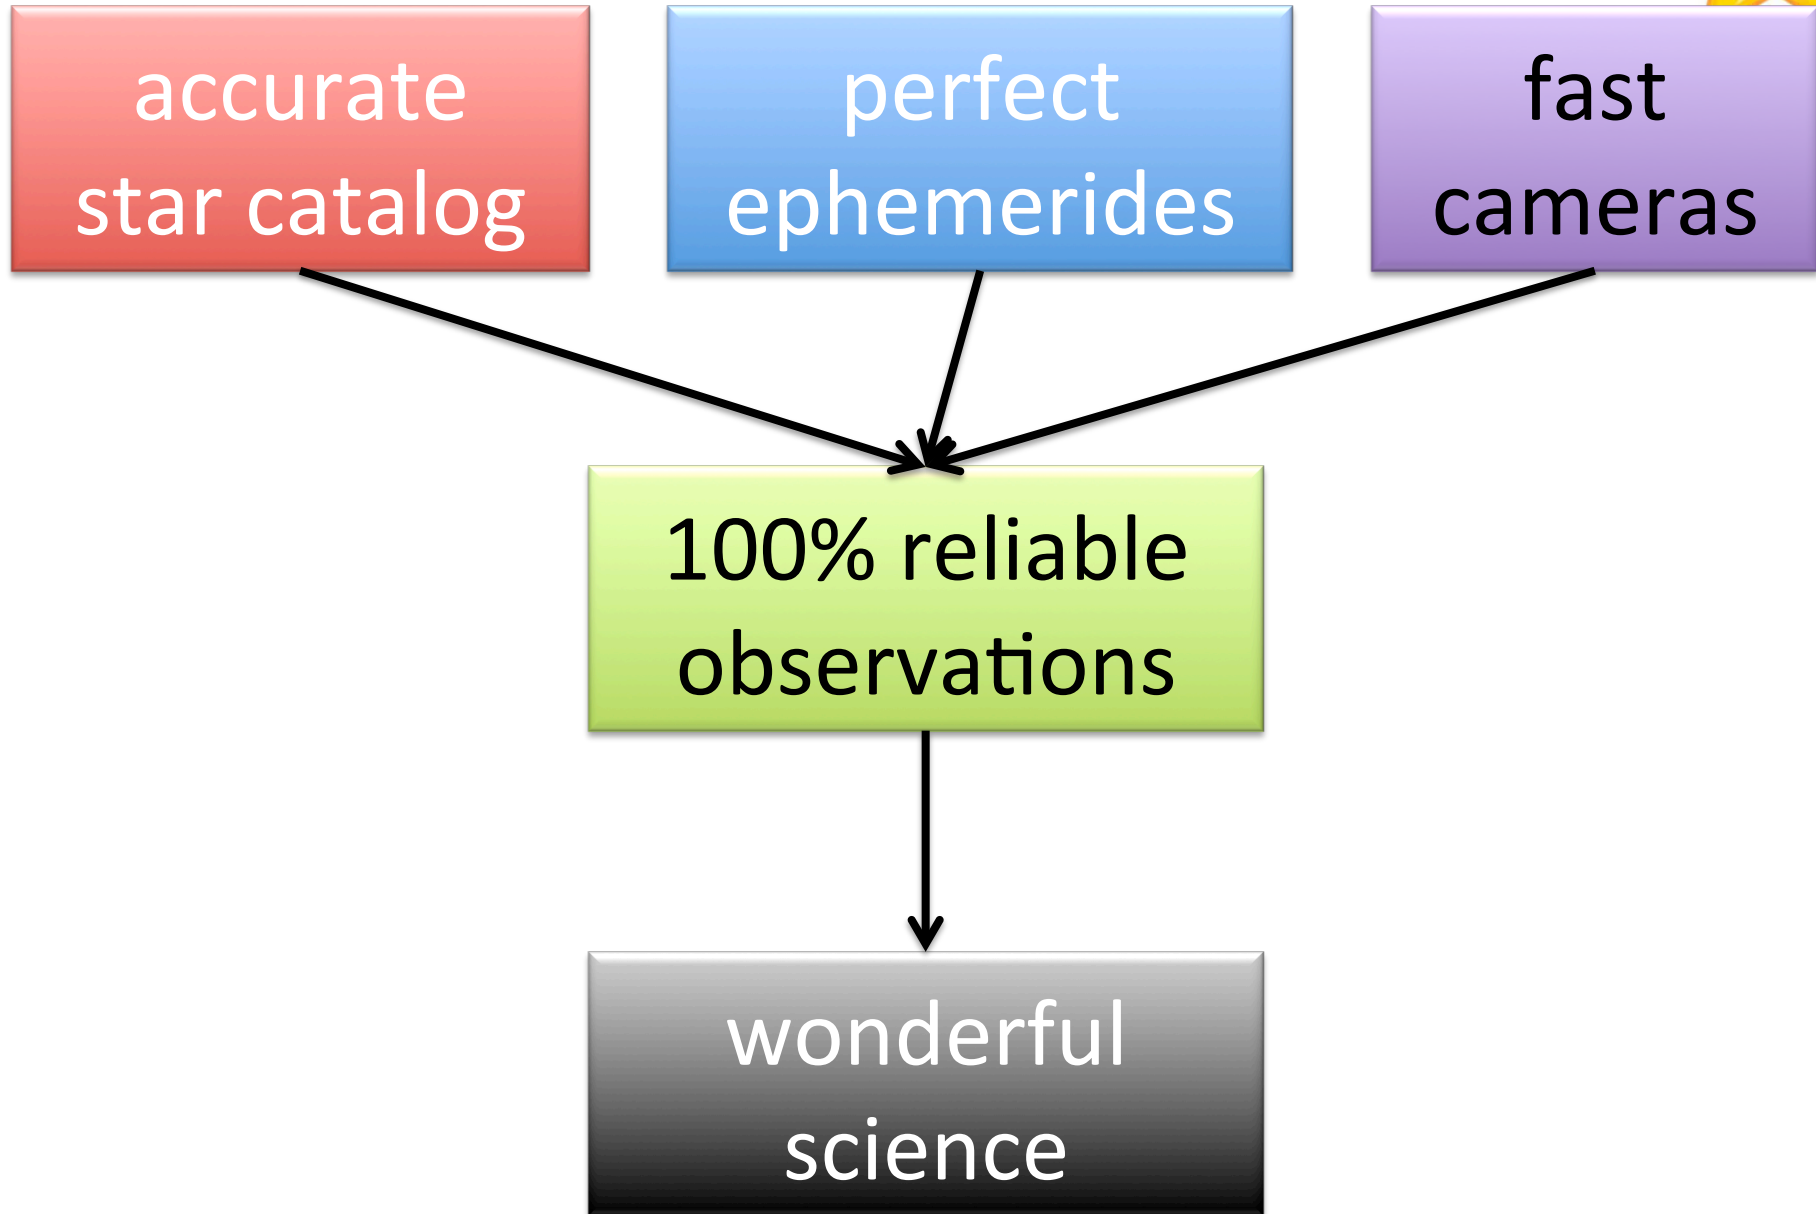 accurate
star catalog
perfect
ephemerides
fast
cameras
100% reliable
observations
wonderful
science